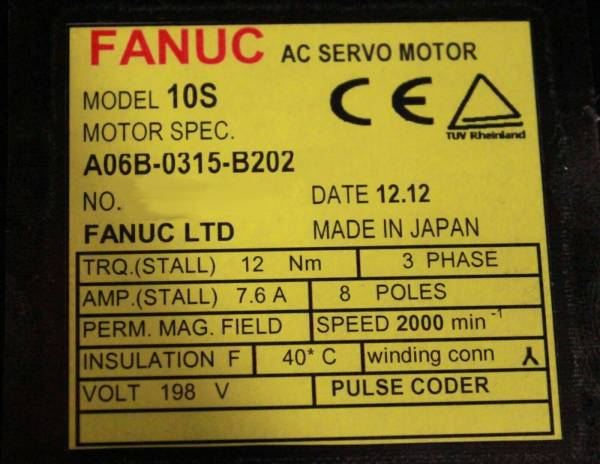 FANUC AC SERVO MOTOR
MODEL 10S
CE
MOTOR SPEC.
TUV Rheinland
A06B-0315-B202
NO. DATE 12.12
FANUC LTD MADE IN JAPAN
TRQ.(STALL) 12 Nm 3 PHASE
AMP.(STALL) 7.6 A 8 POLES
PERM. MAG. FIELD SPEED 2000 min⁻¹
INSULATION F 40* C winding conn ⅄
VOLT 198 V PULSE CODER